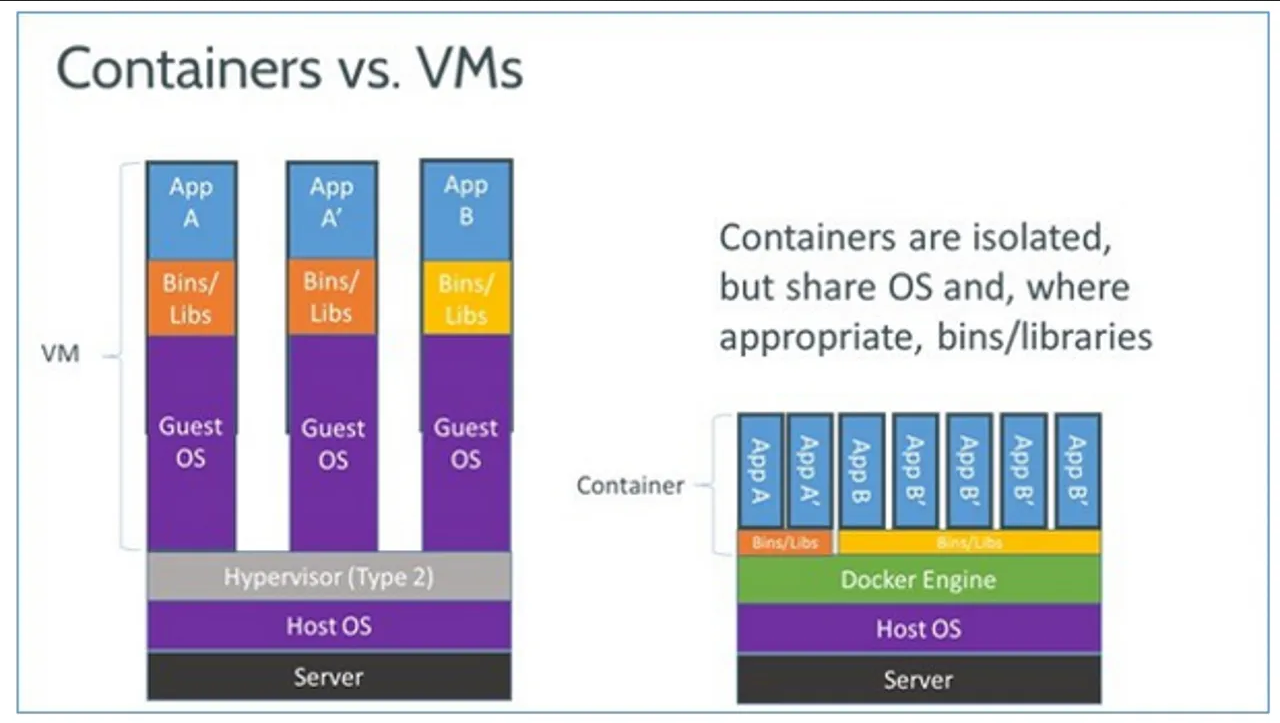 Containers vs. VMs
VM
App
A
Bins/
Libs
Guest
OS
App
A’
Bins/
Libs
Guest
OS
App
B
Bins/
Libs
Guest
OS
Hypervisor (Type 2)
Host OS
Server
Containers are isolated,
but share OS and, where
appropriate, bins/libraries
Container
App A
App A’
App B
App B’
App B’
App B’
App B’
Bins/Libs
Bins/Libs
Docker Engine
Host OS
Server